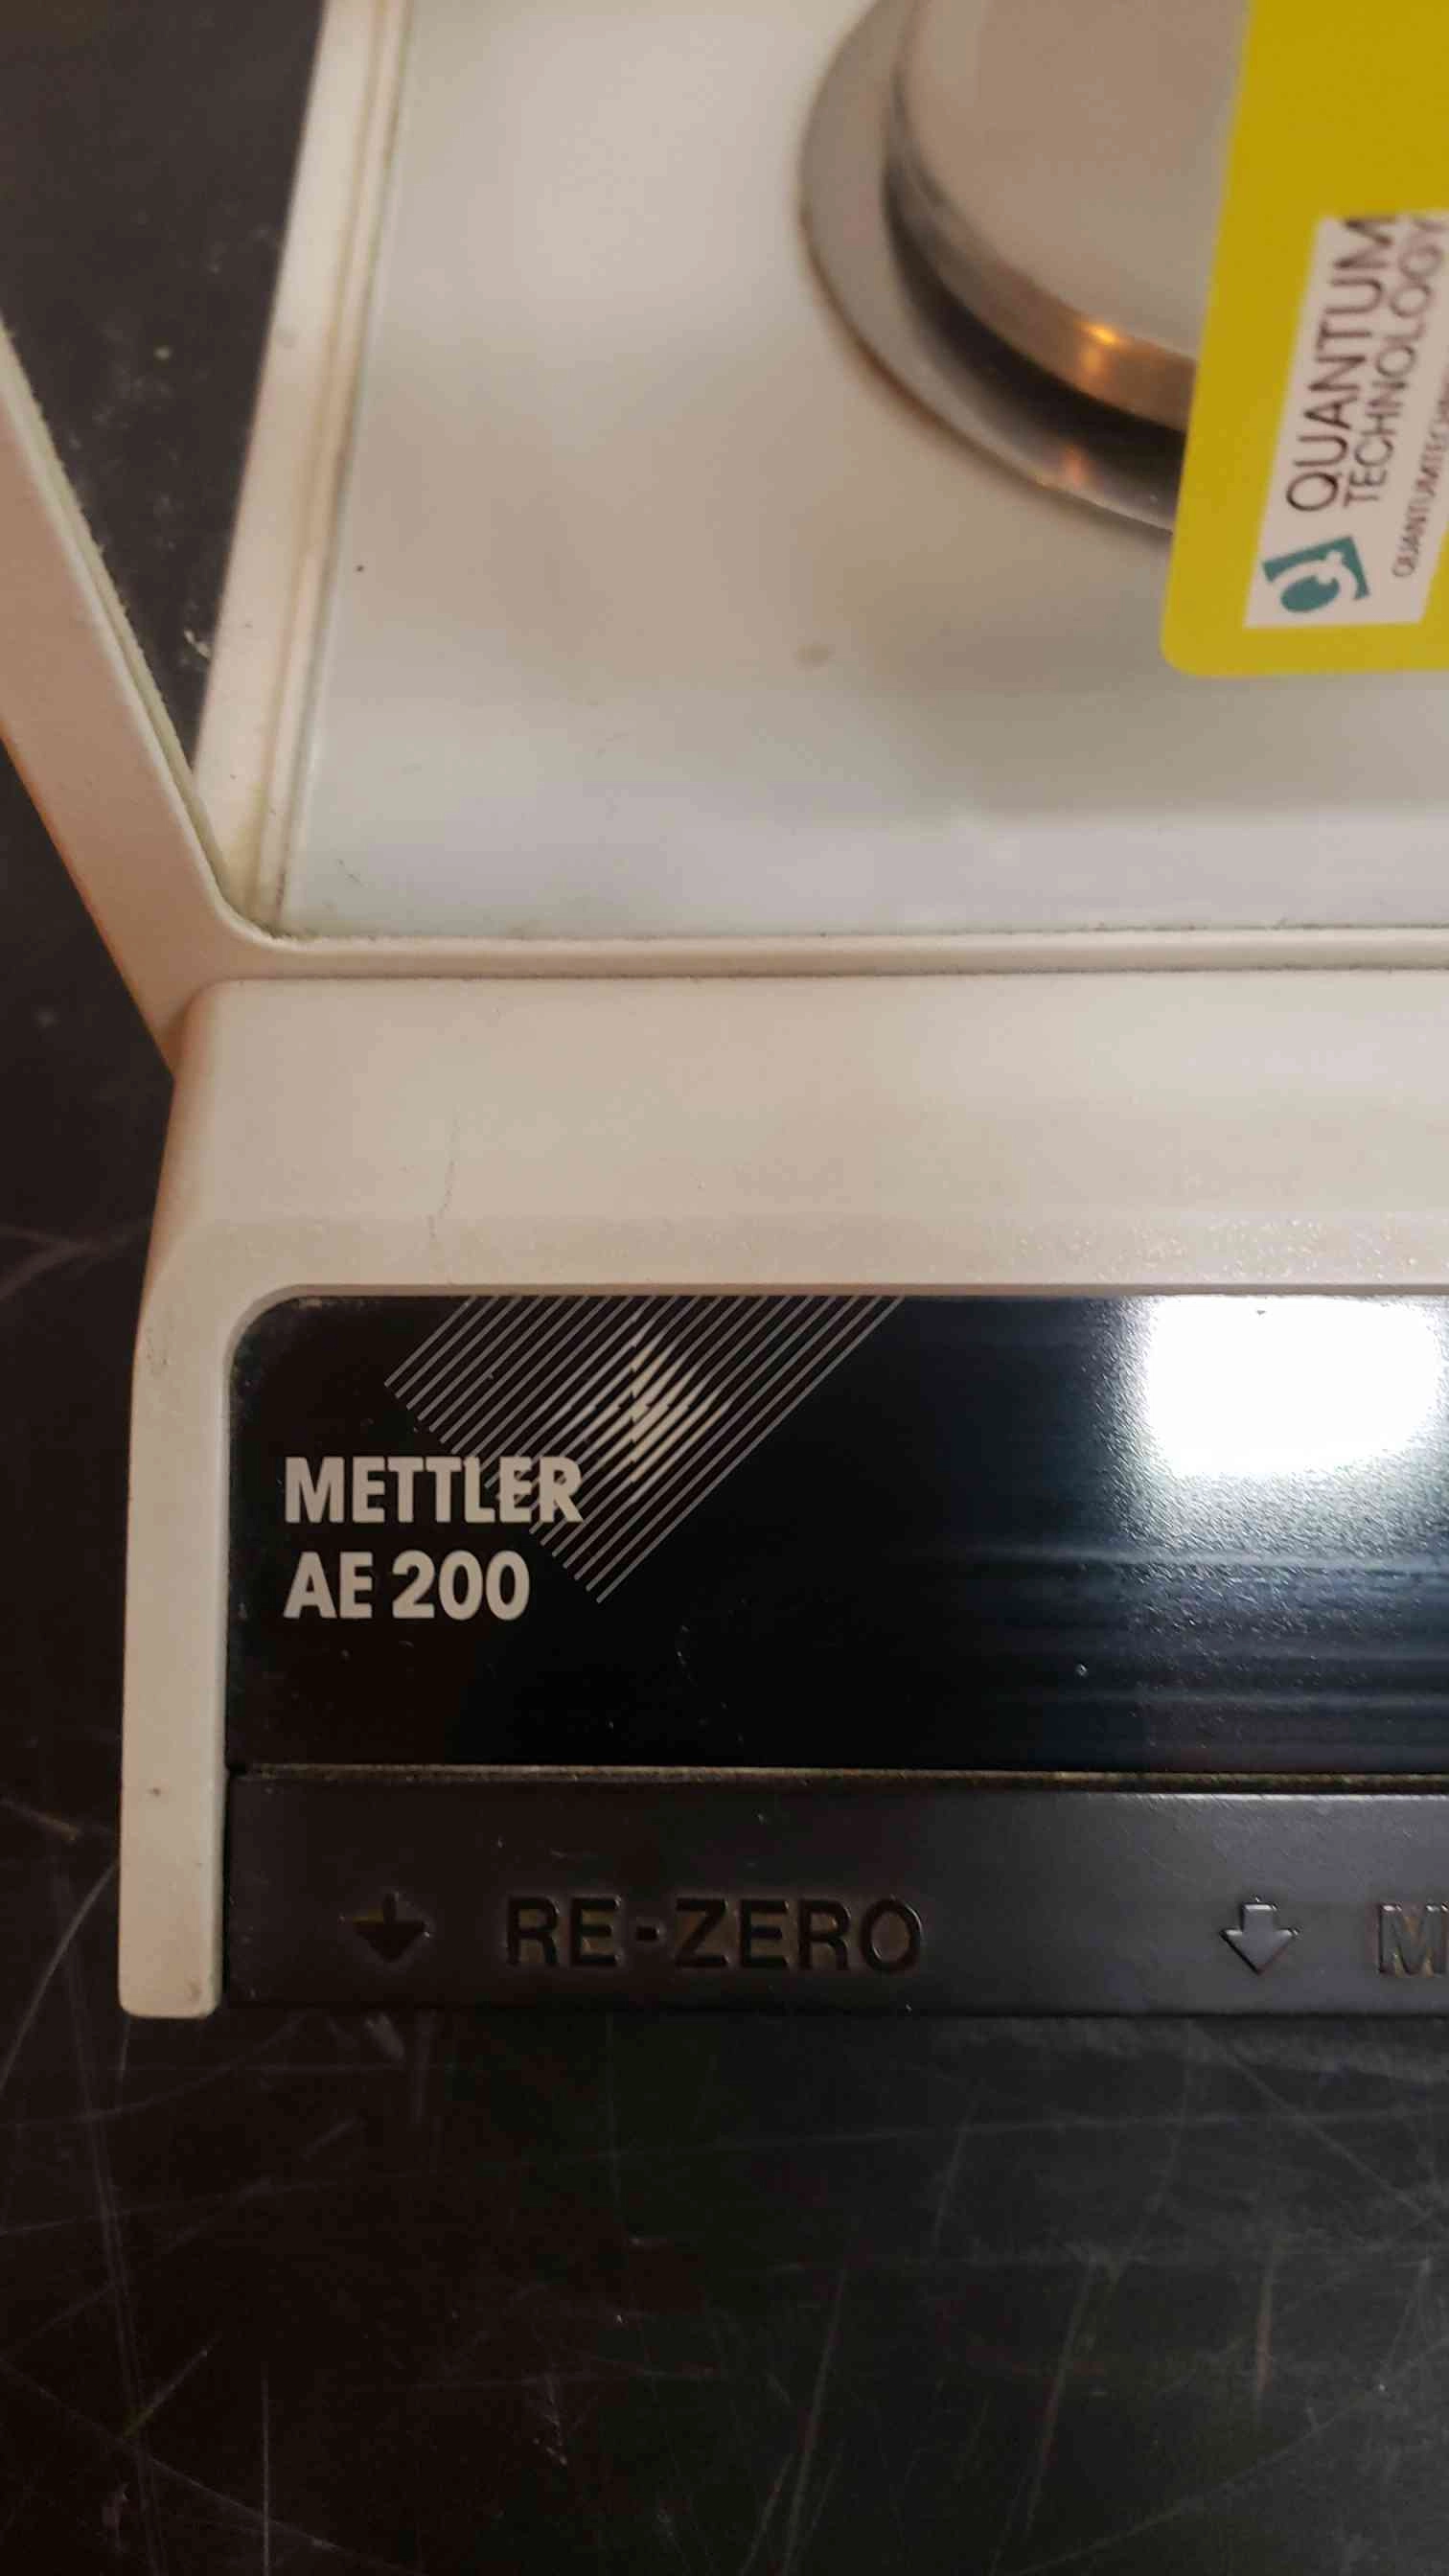 QUANTUM
TECHNOLOGY
METTLER
AE 200
RE-ZERO